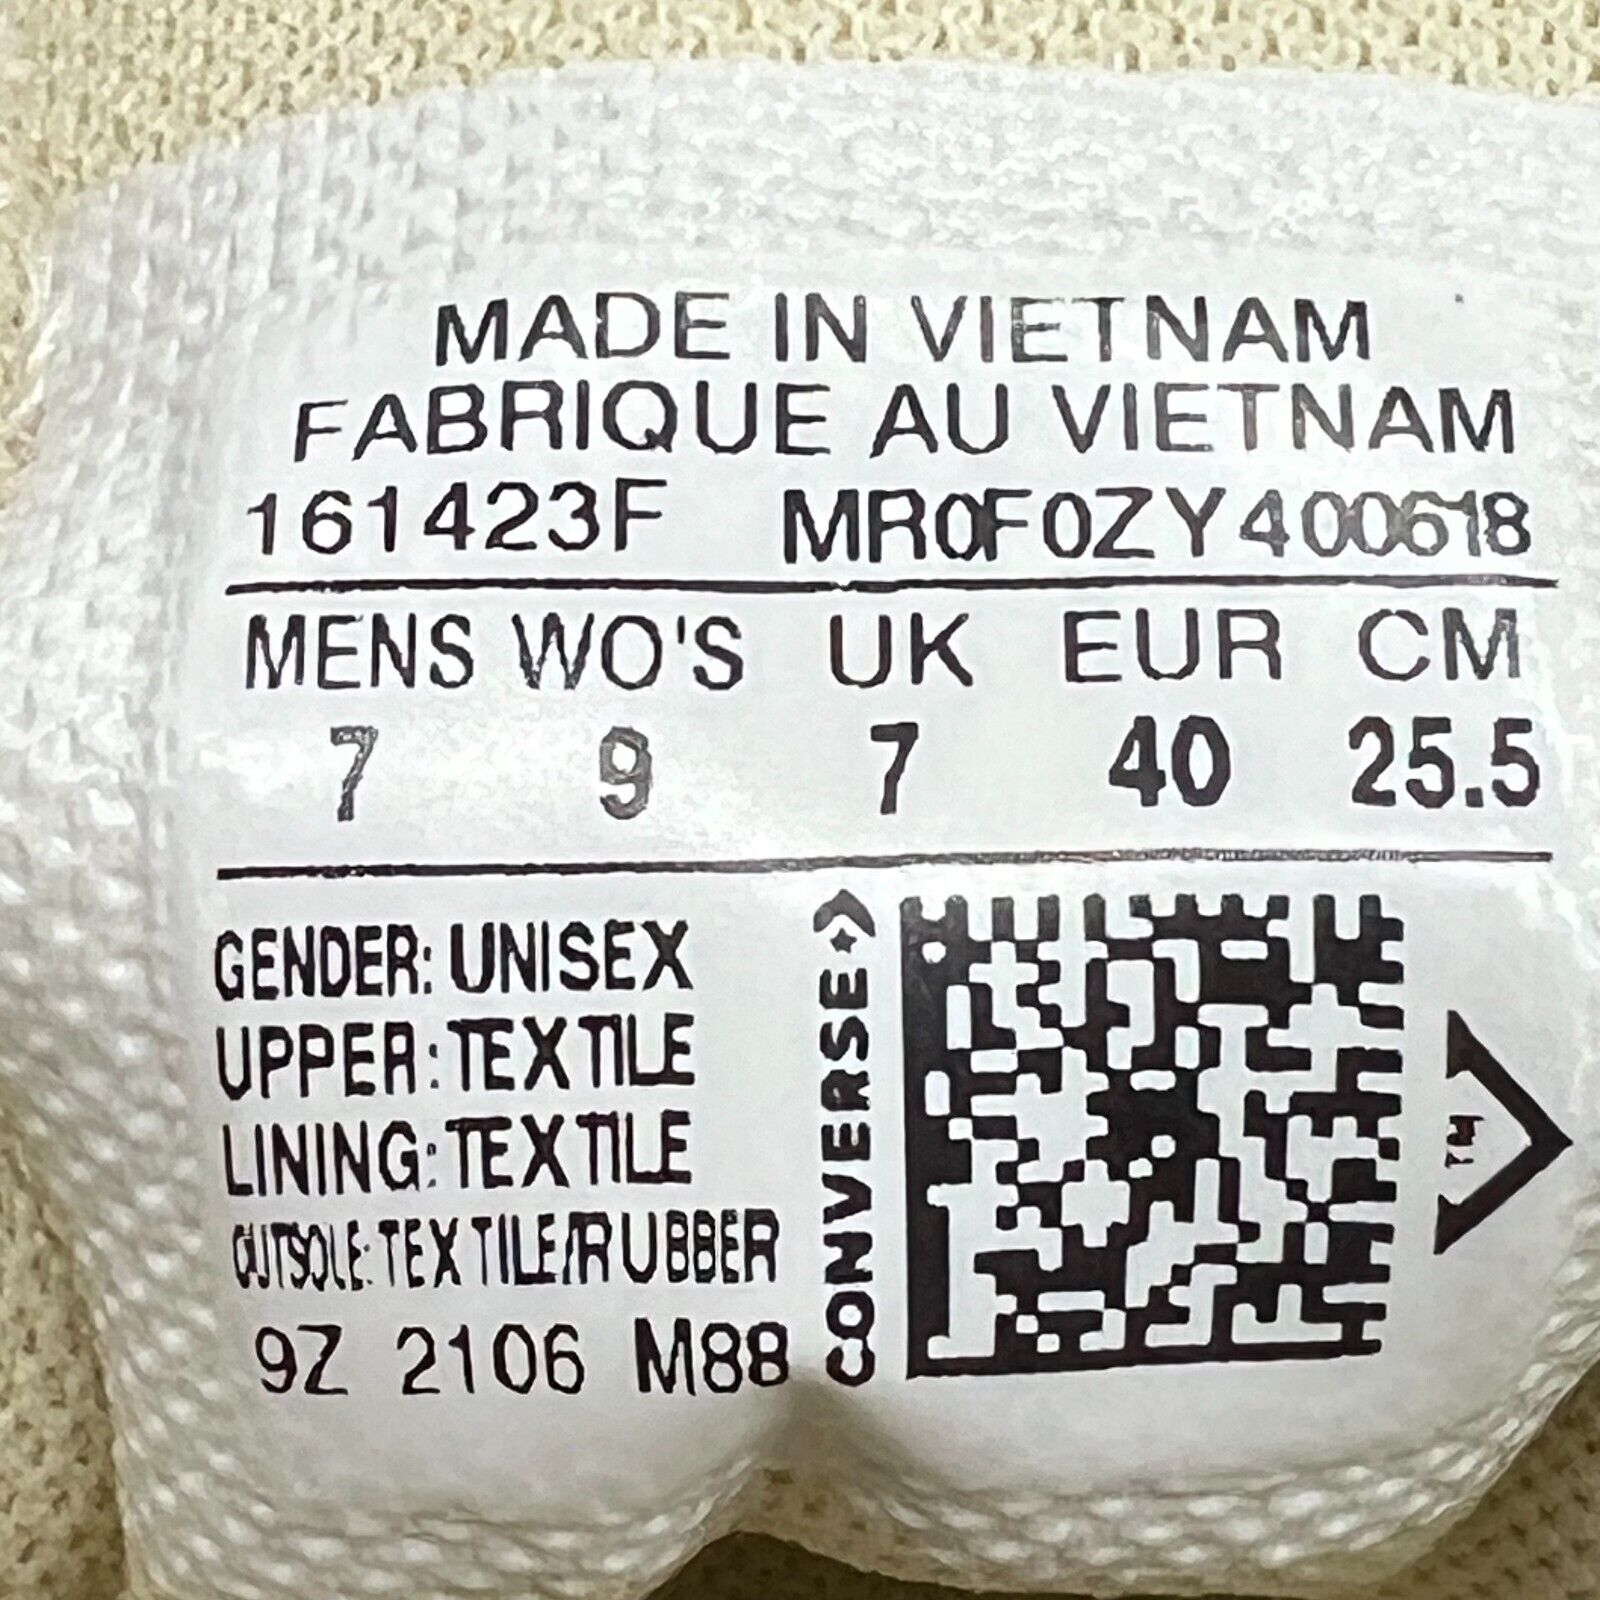 MADE IN VIETNAM
FABRIQUE AU VIETNAM
161423F MR0F0ZY400618
MENS WO'S UK EUR CM
7 9 7 40 25.5
GENDER: UNISEX
UPPER: TEXTILE
LINING: TEXTILE
OUTSOLE: TEXTILE/RUBBER
9Z 2106 M88
CONVERSE
TM